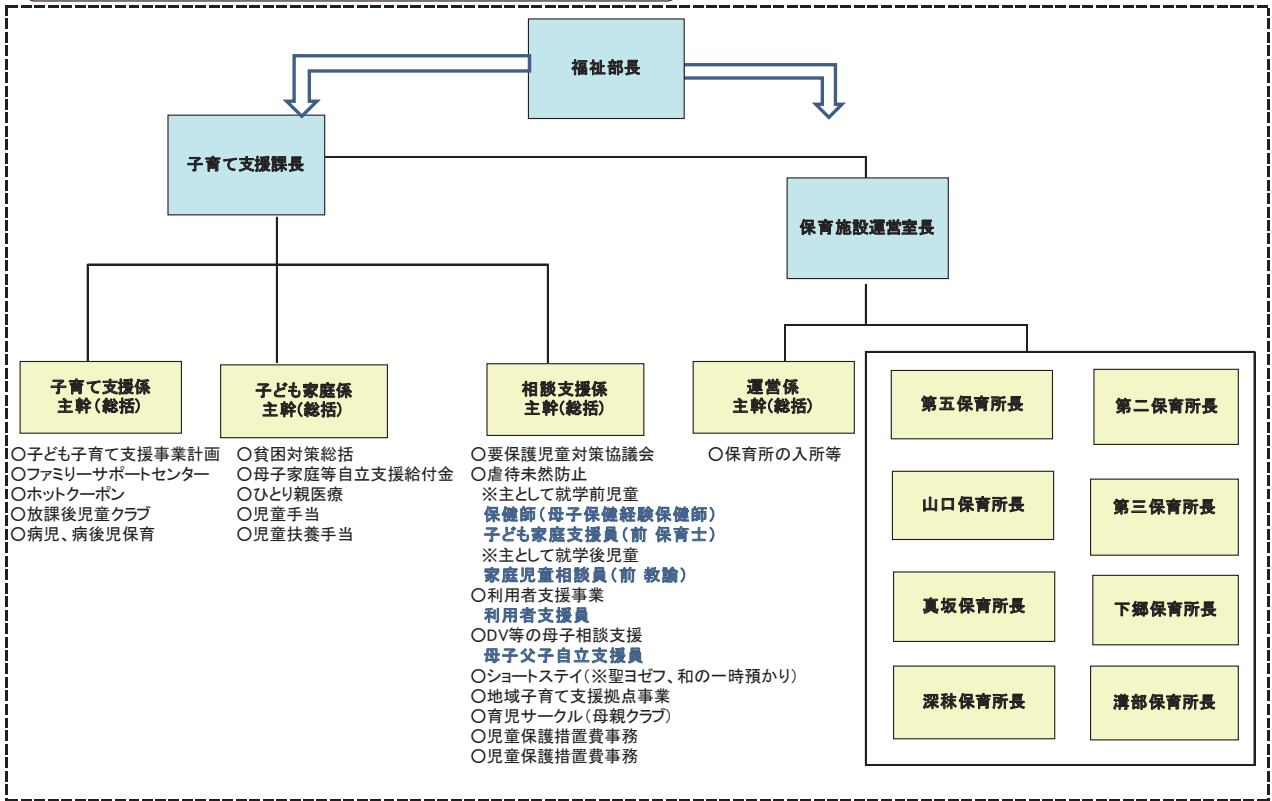 福祉部長
子育て支援課長
保育施設運営室長
子育て支援係
主幹(総括)
○子ども子育て支援事業計画
○ファミリーサポートセンター
○ホットクーポン
○放課後児童クラブ
○病児、病後児保育
子ども家庭係
主幹(総括)
○貧困対策総括
○母子家庭等自立支援給付金
○ひとり親医療
○児童手当
○児童扶養手当
相談支援係
主幹(総括)
○要保護児童対策協議会
○虐待未然防止
※主として就学前児童
保健師(母子保健経験保健師)
子ども家庭支援員(前 保育士)
※主として就学後児童
家庭児童相談員(前 教諭)
○利用者支援事業
利用者支援員
○DV等の母子相談支援
母子父子自立支援員
○ショートステイ(※聖ヨゼフ、和の一時預かり)
○地域子育て支援拠点事業
○育児サークル(母親クラブ)
○児童保護措置費事務
○児童保護措置費事務
運営係
主幹(総括)
○保育所の入所等
第五保育所長
第二保育所長
山口保育所長
第三保育所長
真坂保育所長
下郷保育所長
深秣保育所長
溝部保育所長